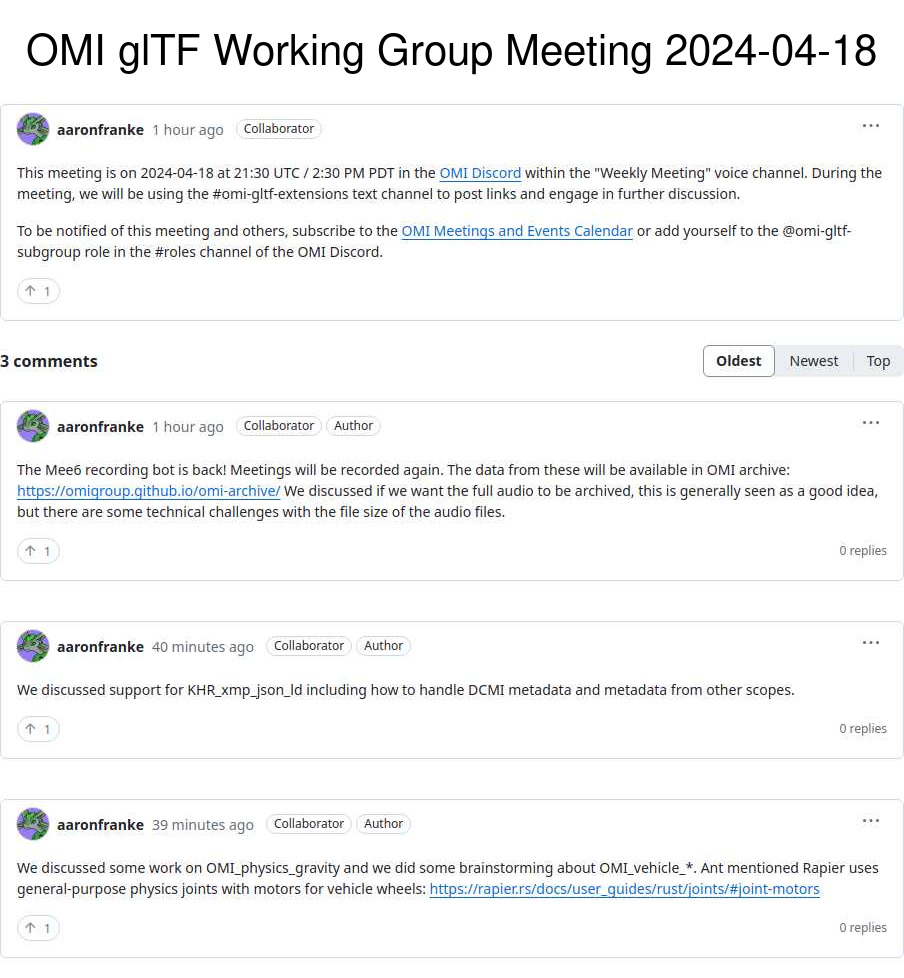 OMI glTF Working Group Meeting 2024-04-18
aaronfranke 1 hour ago Collaborator ...
This meeting is on 2024-04-18 at 21:30 UTC / 2:30 PM PDT in the OMI Discord within the "Weekly Meeting" voice channel. During the
meeting, we will be using the #omi-gltf-extensions text channel to post links and engage in further discussion.
To be notified of this meeting and others, subscribe to the OMI Meetings and Events Calendar or add yourself to the @omi-gltf-
subgroup role in the #roles channel of the OMI Discord.
↑ 1
3 comments Oldest Newest Top
aaronfranke 1 hour ago Collaborator Author ...
The Mee6 recording bot is back! Meetings will be recorded again. The data from these will be available in OMI archive:
https://omigroup.github.io/omi-archive/ We discussed if we want the full audio to be archived, this is generally seen as a good idea,
but there are some technical challenges with the file size of the audio files.
↑ 1 0 replies
aaronfranke 40 minutes ago Collaborator Author ...
We discussed support for KHR_xmp_json_ld including how to handle DCMI metadata and metadata from other scopes.
↑ 1 0 replies
aaronfranke 39 minutes ago Collaborator Author ...
We discussed some work on OMI_physics_gravity and we did some brainstorming about OMI_vehicle_*. Ant mentioned Rapier uses
general-purpose physics joints with motors for vehicle wheels: https://rapier.rs/docs/user_guides/rust/joints/#joint-motors
↑ 1 0 replies